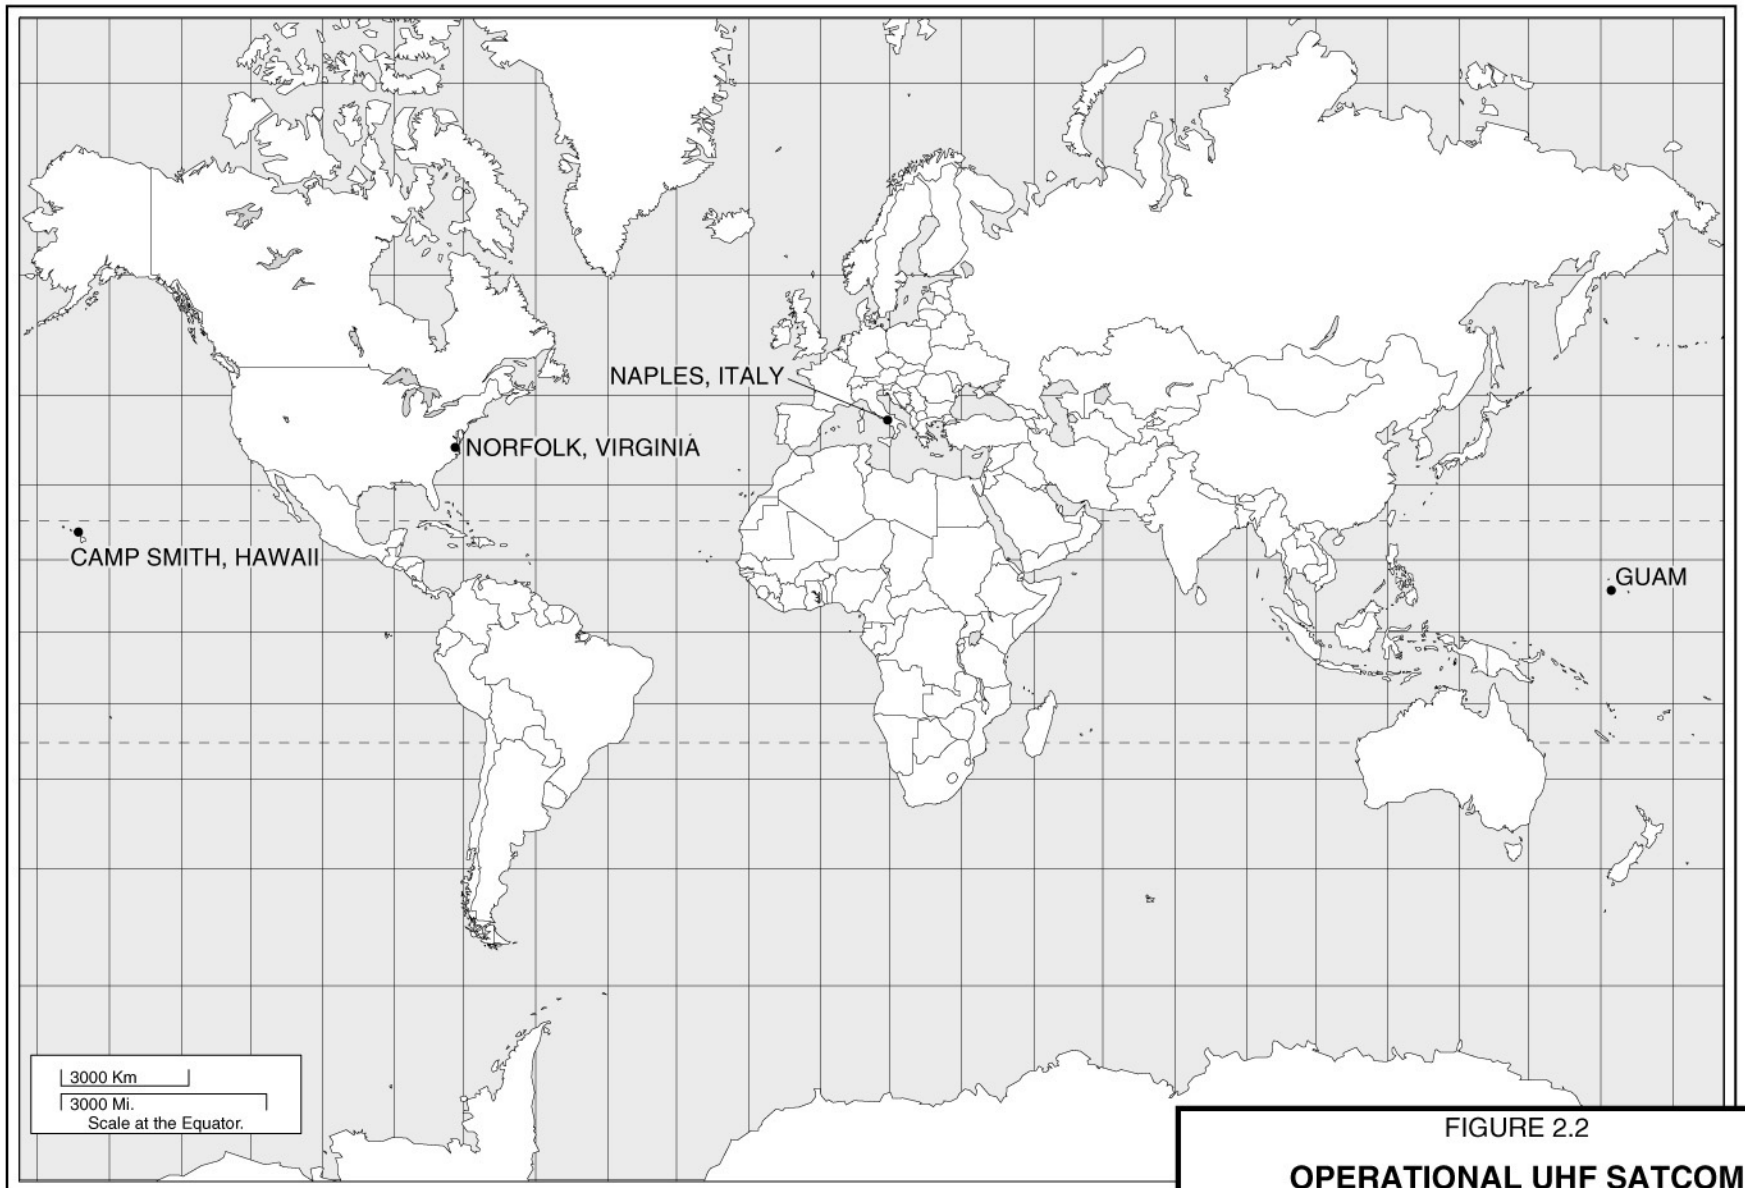 NAPLES, ITALY
NORFOLK, VIRGINIA
CAMP SMITH, HAWAII
GUAM
3000 Km
3000 Mi.
Scale at the Equator.
FIGURE 2.2
OPERATIONAL UHF SATCOM